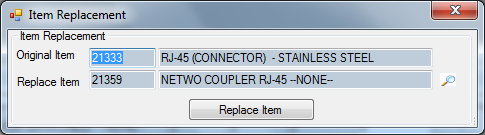 Item Replacement
Item Replacement
Original Item 21333 RJ-45 (CONNECTOR) - STAINLESS STEEL
Replace Item 21359 NETWO COUPLER RJ-45 --NONE--
Replace Item